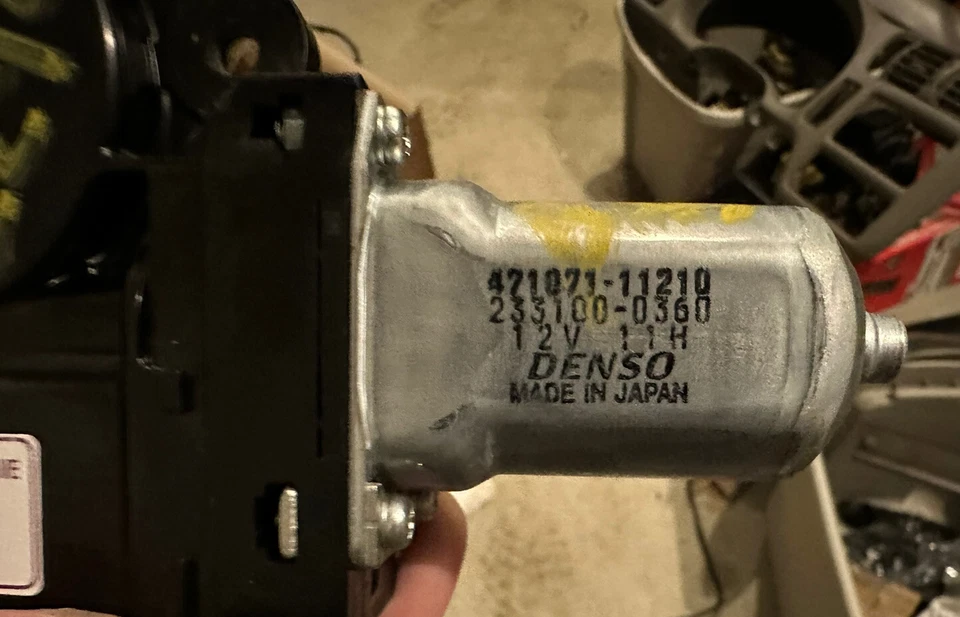 471071-11210
233100-0360
12V 11H
DENSO
MADE IN JAPAN